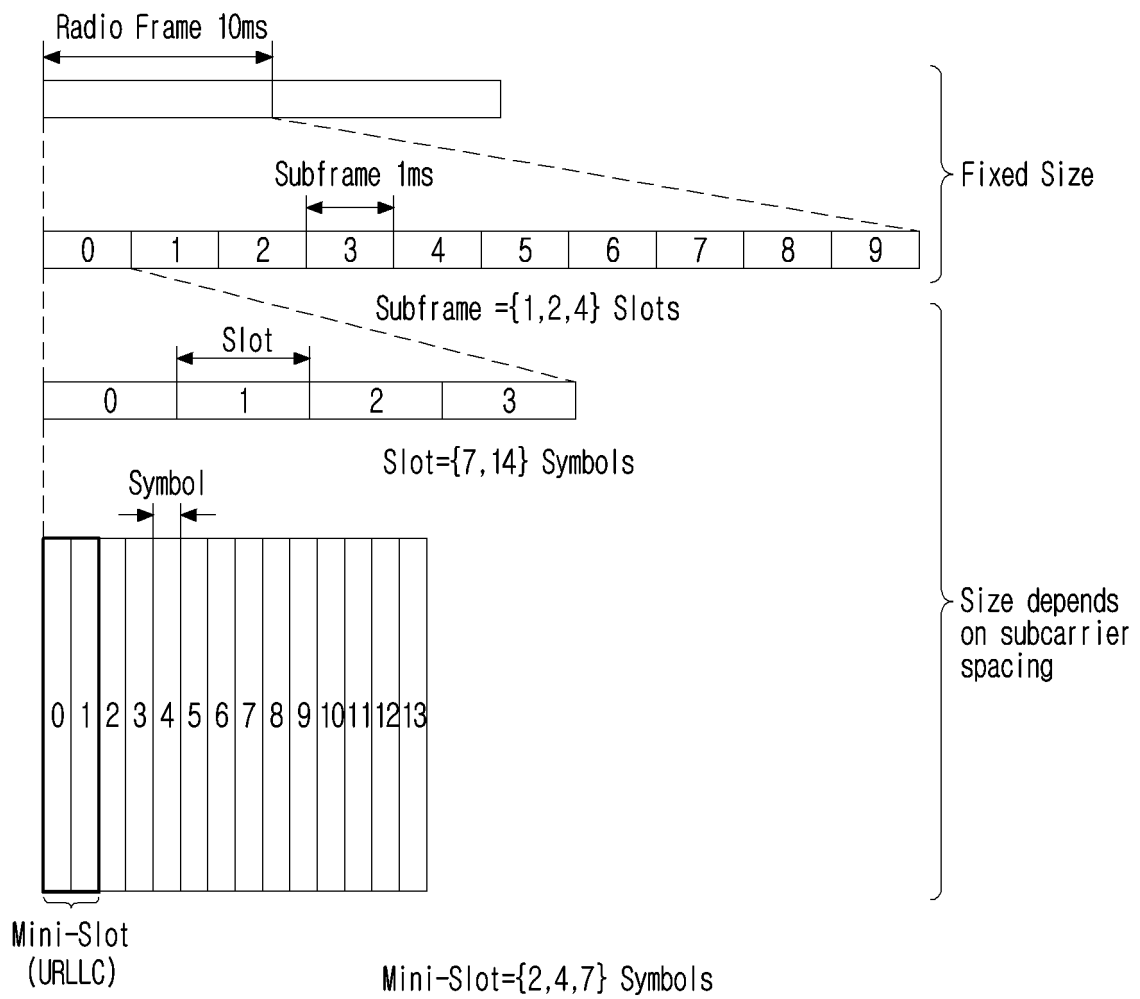 Radio Frame 10ms
Subframe 1ms
Fixed Size
0 1 2 3 4 5 6 7 8 9
Subframe ={1,2,4} Slots
Slot
0 1 2 3
Slot={7,14} Symbols
Symbol
Size depends
on subcarrier
spacing
0 1 2 3 4 5 6 7 8 9 10 11 12 13
Mini-Slot
(URLLC)
Mini-Slot={2,4,7} Symbols